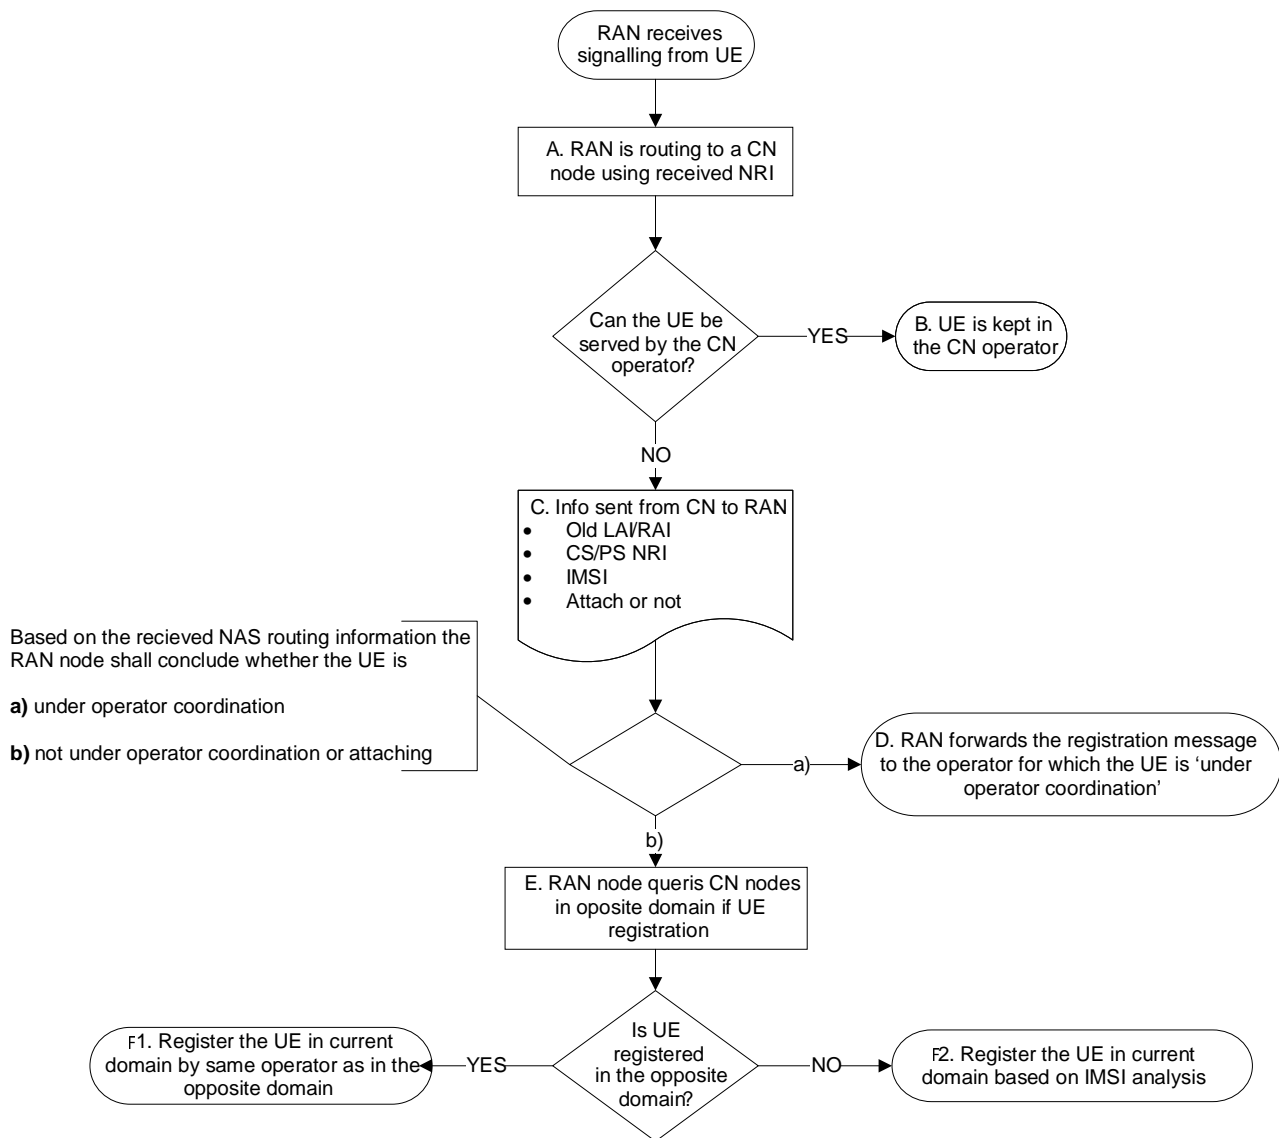 RAN receives
signalling from UE
A. RAN is routing to a CN
node using received NRI
Can the UE be
served by the CN
operator?
YES
B. UE is kept in
the CN operator
NO
C. Info sent from CN to RAN:
• Old LAI/RAI
• CS/PS NRI
• IMSI
• Attach or not
Based on the recieved NAS routing information the
RAN node shall conclude whether the UE is
a) under operator coordination
b) not under operator coordination or attaching
a)
D. RAN forwards the registration message
to the operator for which the UE is ‘under
operator coordination’
b)
E. RAN node queris CN nodes
in oposite domain if UE
registration
Is UE
registered
in the opposite
domain?
YES
F1. Register the UE in current
domain by same operator as in the
opposite domain
NO
F2. Register the UE in current
domain based on IMSI analysis